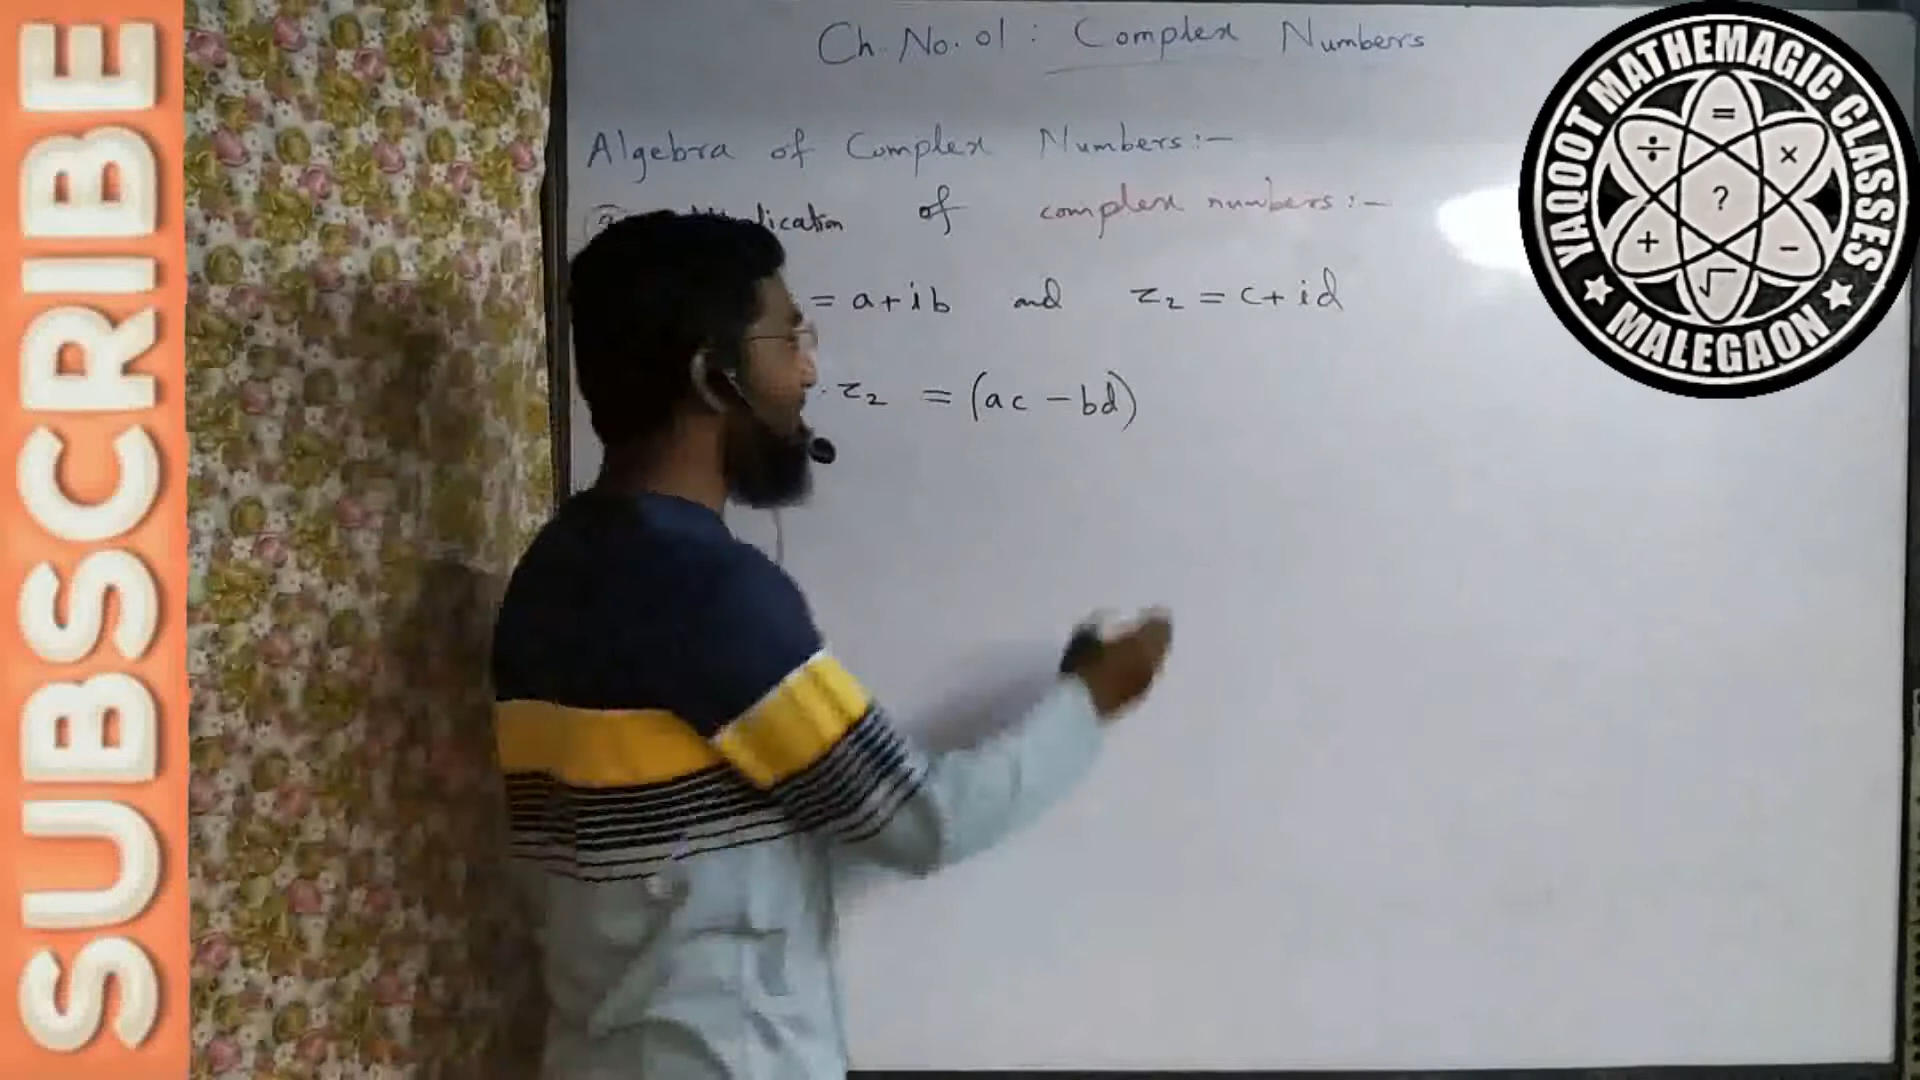 SUBSCRIBE
Ch. No. 01 : Complex Numbers
Algebra of Complex Numbers:-
of complex numbers:-
= a+ib and z₂ = c+id
. z₂ = (ac - bd)
YAQOOT MATHEMAGIC CLASSES
★ MALEGAON ★
= ÷ × ? + - √